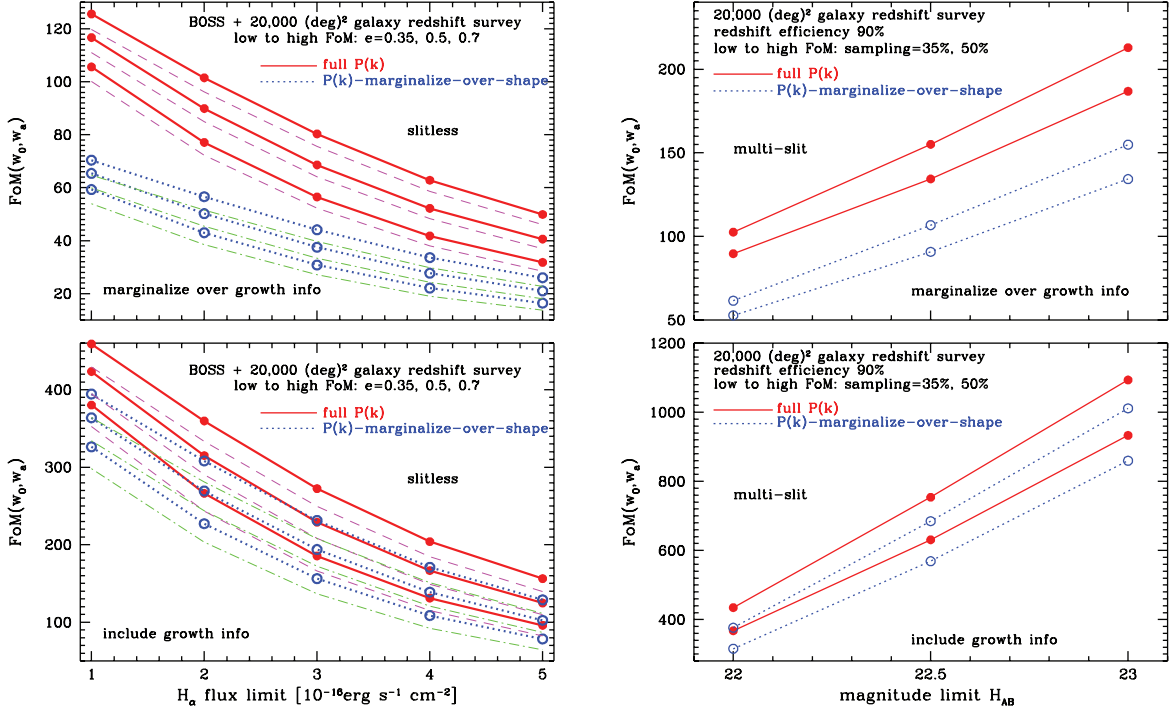 BOSS + 20,000 (deg)² galaxy redshift survey
low to high FoM: e=0.35, 0.5, 0.7
full P(k)
P(k)-marginalize-over-shape
slitless
marginalize over growth info
FoM(w₀,wₐ)
120
100
80
60
40
20
20,000 (deg)² galaxy redshift survey
redshift efficiency 90%
low to high FoM: sampling=35%, 50%
full P(k)
P(k)-marginalize-over-shape
multi-slit
marginalize over growth info
FoM(w₀,wₐ)
200
150
100
50
BOSS + 20,000 (deg)² galaxy redshift survey
low to high FoM: e=0.35, 0.5, 0.7
full P(k)
P(k)-marginalize-over-shape
slitless
include growth info
FoM(w₀,wₐ)
400
300
200
100
1 2 3 4 5
Hα flux limit [10⁻¹⁶erg s⁻¹ cm⁻²]
20,000 (deg)² galaxy redshift survey
redshift efficiency 90%
low to high FoM: sampling=35%, 50%
full P(k)
P(k)-marginalize-over-shape
multi-slit
include growth info
FoM(w₀,wₐ)
1200
1000
800
600
400
22 22.5 23
magnitude limit H_AB